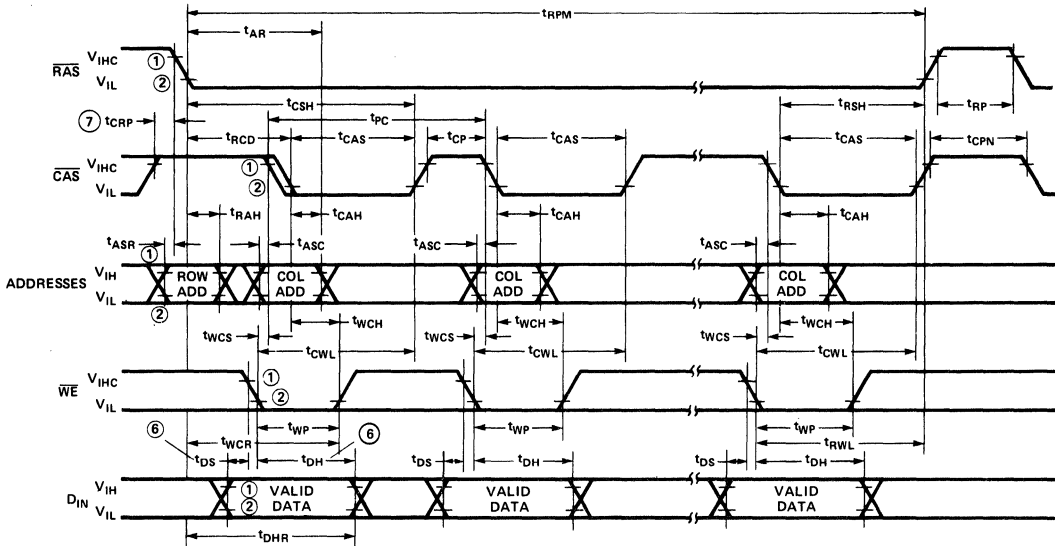 tRPM
tAR
RAS VIHC ① VIL ②
tCSH tRSH tRP
tPC
⑦ tCRP tRCD tCAS tCP tCAS tCAS tCPN
CAS VIHC ① VIL ②
tRAH tCAH tCAH tCAH
tASR tASC tASC tASC
① ADDRESSES VIH VIL ② ROW ADD COL ADD COL ADD COL ADD
tWCH tWCH tWCH
tWCS tWCS tWCS
tCWL tCWL tCWL
WE VIHC ① VIL ②
tWP tWP tWP
⑥ tWCR ⑥ tRWL
tDS tDH tDS tDH tDS tDH
DIN VIH ① VIL ② VALID DATA VALID DATA VALID DATA
tDHR